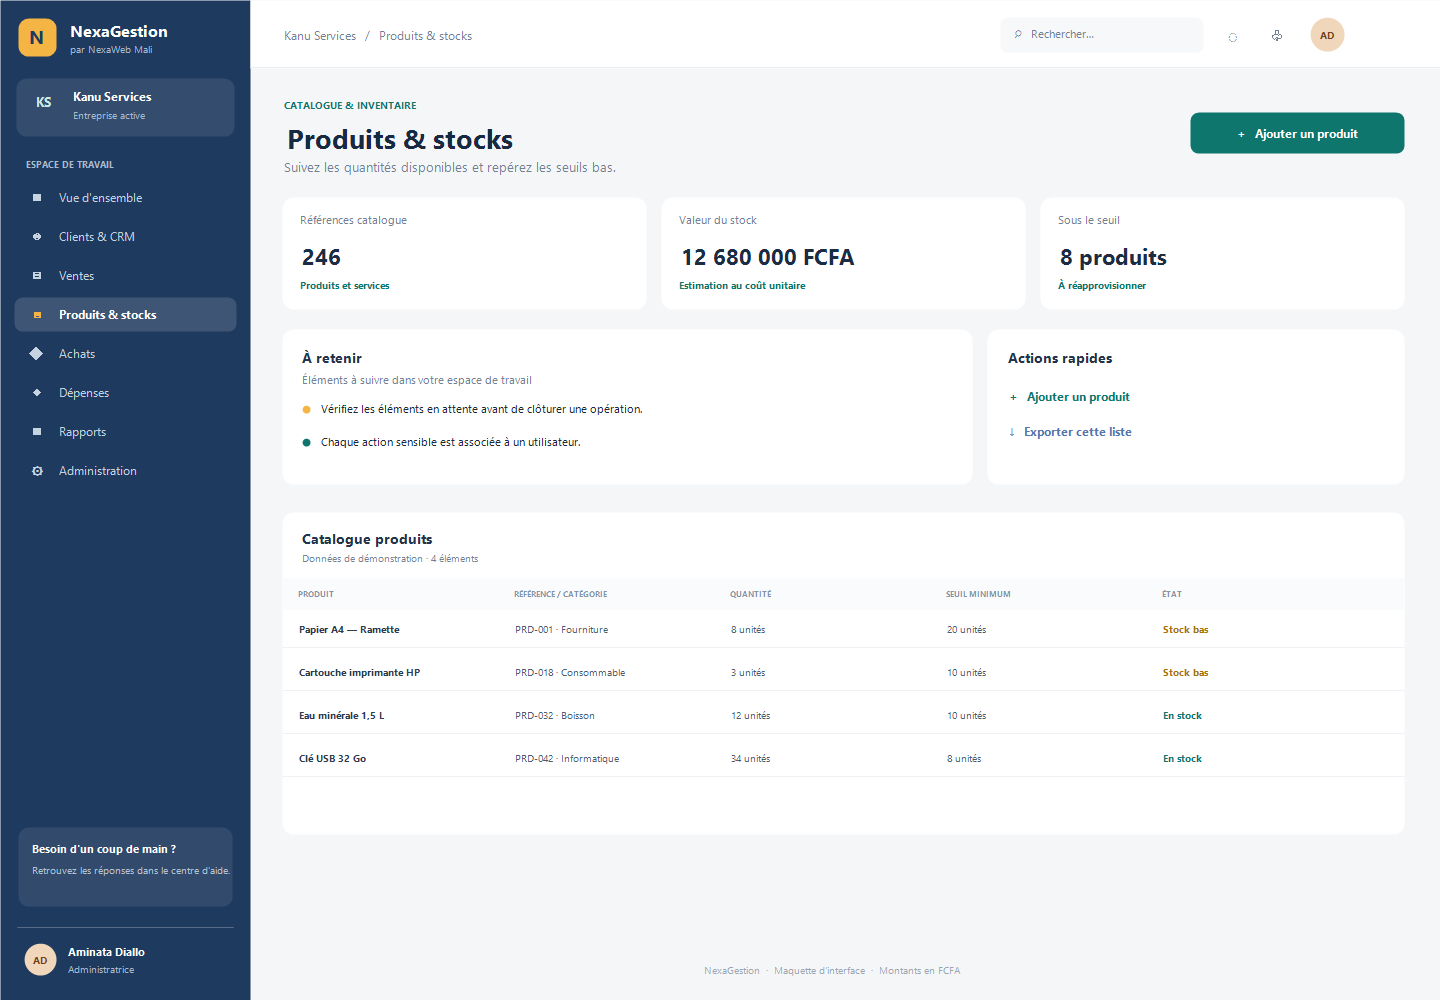 N
NexaGestion
par NexaWeb Mali
KS
Kanu Services
Entreprise active
ESPACE DE TRAVAIL
Vue d'ensemble
Clients & CRM
Ventes
Produits & stocks
Achats
Dépenses
Rapports
Administration
Besoin d'un coup de main ?
Retrouvez les réponses dans le centre d'aide.
AD
Aminata Diallo
Administratrice
Kanu Services / Produits & stocks
Rechercher...
AD
CATALOGUE & INVENTAIRE
Produits & stocks
Suivez les quantités disponibles et repérez les seuils bas.
+ Ajouter un produit
Références catalogue
246
Produits et services
Valeur du stock
12 680 000 FCFA
Estimation au coût unitaire
Sous le seuil
8 produits
À réapprovisionner
À retenir
Éléments à suivre dans votre espace de travail
Vérifiez les éléments en attente avant de clôturer une opération.
Chaque action sensible est associée à un utilisateur.
Actions rapides
+ Ajouter un produit
↓ Exporter cette liste
Catalogue produits
Données de démonstration · 4 éléments
PRODUIT RÉFÉRENCE / CATÉGORIE QUANTITÉ SEUIL MINIMUM ÉTAT
Papier A4 — Ramette PRD-001 · Fourniture 8 unités 20 unités Stock bas
Cartouche imprimante HP PRD-018 · Consommable 3 unités 10 unités Stock bas
Eau minérale 1,5 L PRD-032 · Boisson 12 unités 10 unités En stock
Clé USB 32 Go PRD-042 · Informatique 34 unités 8 unités En stock
NexaGestion · Maquette d'interface · Montants en FCFA